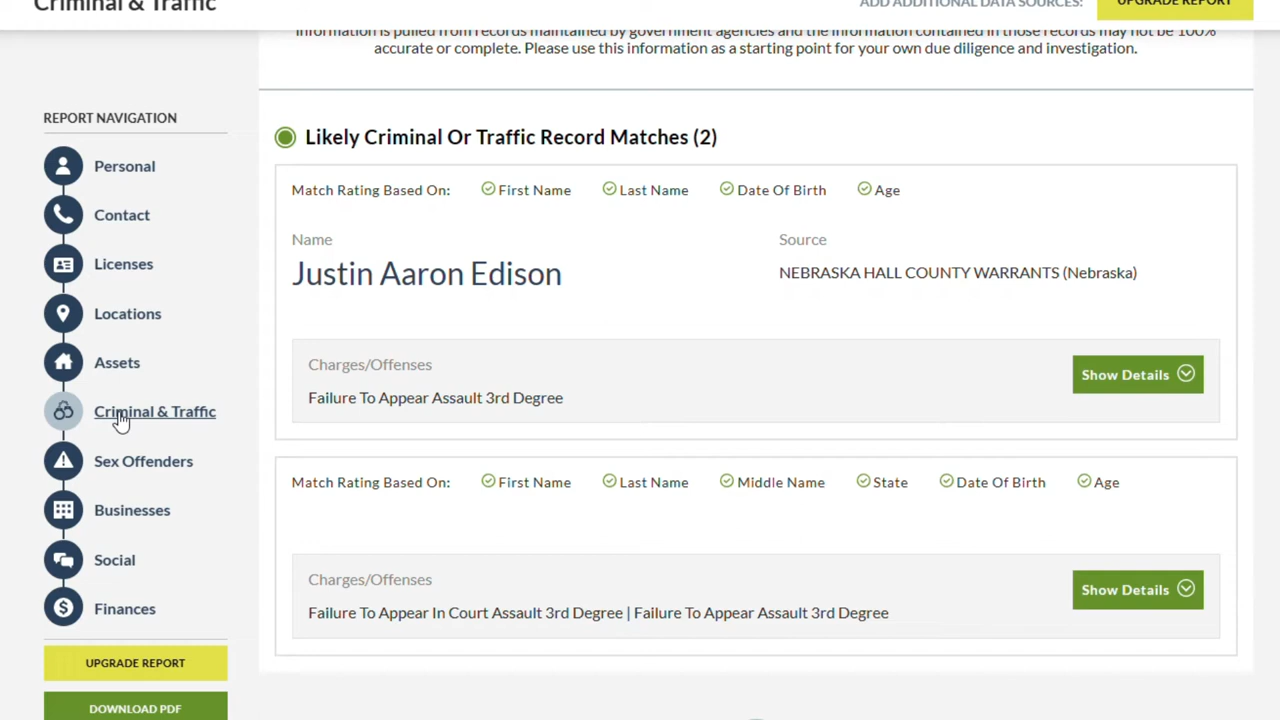 Criminal & Traffic
ADD ADDITIONAL DATA SOURCES:
UPGRADE REPORT
information is pulled from records maintained by government agencies and the information contained in those records may not be 100%
accurate or complete. Please use this information as a starting point for your own due diligence and investigation.
REPORT NAVIGATION
Personal
Contact
Licenses
Locations
Assets
Criminal & Traffic
Sex Offenders
Businesses
Social
Finances
UPGRADE REPORT
DOWNLOAD PDF
Likely Criminal Or Traffic Record Matches (2)
Match Rating Based On: First Name Last Name Date Of Birth Age
Name
Justin Aaron Edison
Source
NEBRASKA HALL COUNTY WARRANTS (Nebraska)
Charges/Offenses
Failure To Appear Assault 3rd Degree
Show Details
Match Rating Based On: First Name Last Name Middle Name State Date Of Birth Age
Charges/Offenses
Failure To Appear In Court Assault 3rd Degree | Failure To Appear Assault 3rd Degree
Show Details